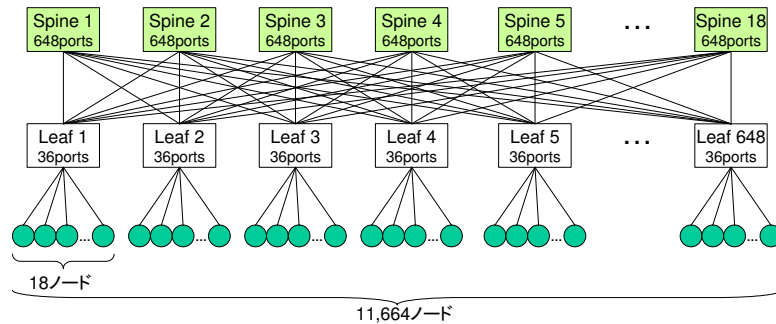 Spine 1 Spine 2 Spine 3 Spine 4 Spine 5 ... Spine 18
648ports 648ports 648ports 648ports 648ports 648ports
Leaf 1 Leaf 2 Leaf 3 Leaf 4 Leaf 5 ... Leaf 648
36ports 36ports 36ports 36ports 36ports 36ports
... ... ... ... ... ...
18ノード
11,664ノード